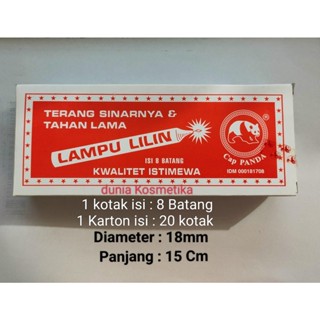 TERANG SINARNYA &
TAHAN LAMA
LAMPU LILIN
ISI 8 BATANG
KWALITET ISTIMEWA
Cap PANDA
IDM 000181706
dunia Kosmetika
1 kotak isi : 8 Batang
1 Karton isi : 20 kotak
Diameter : 18mm
Panjang : 15 Cm